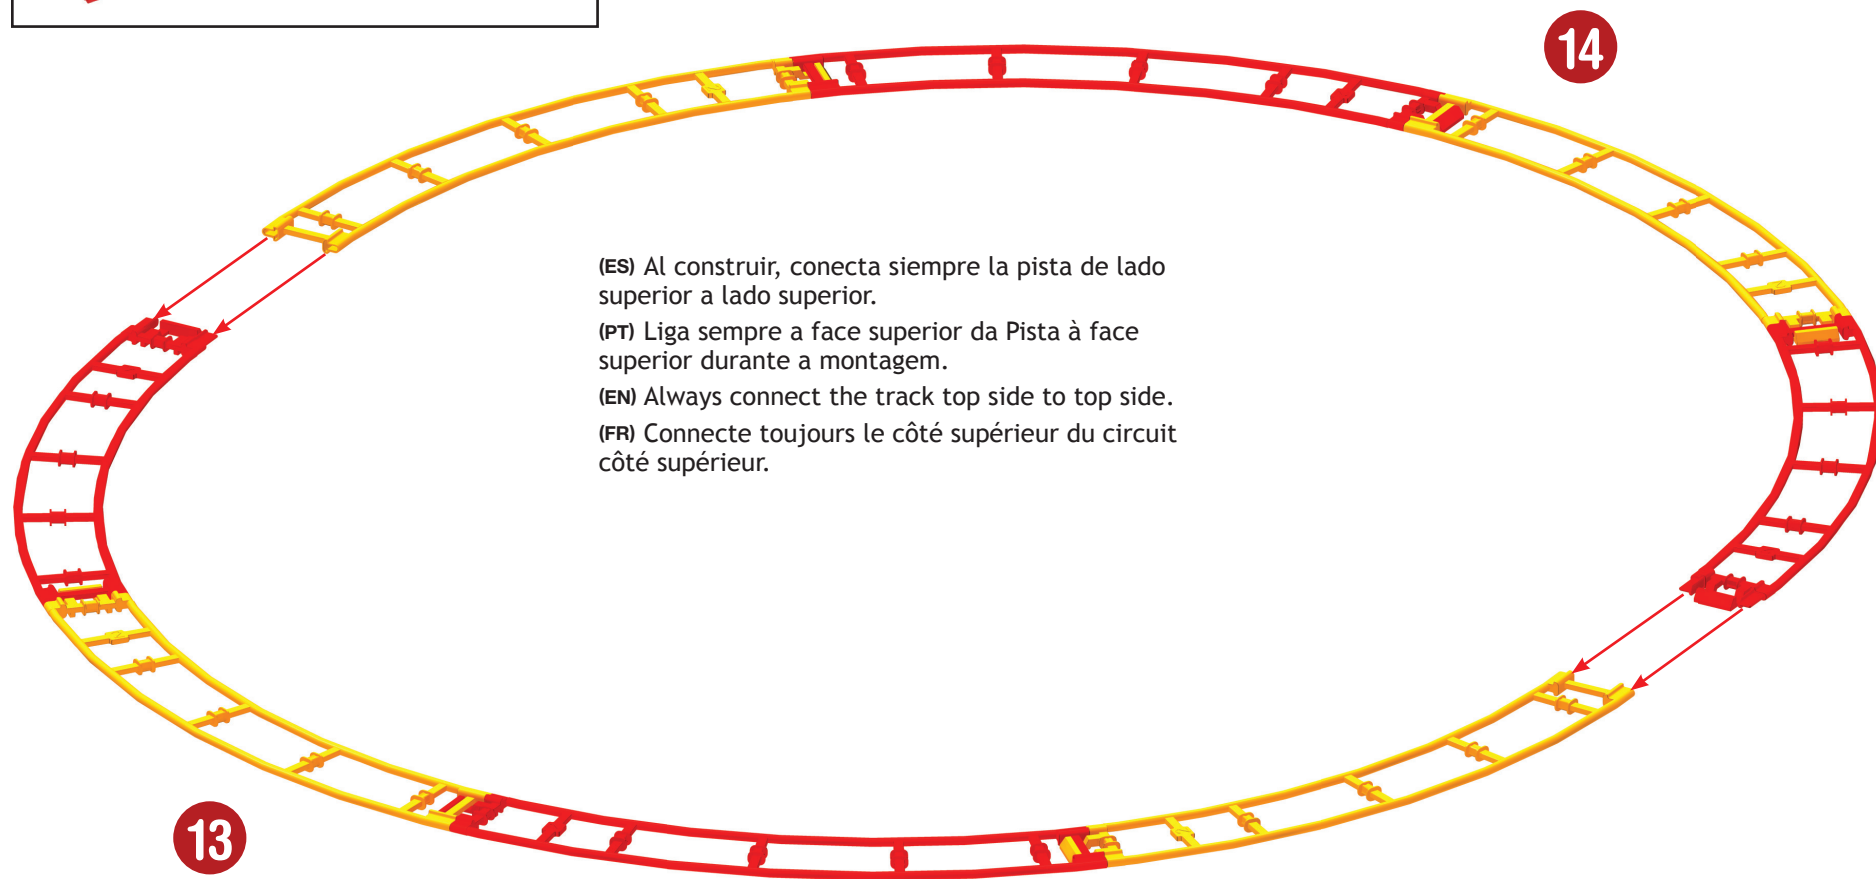 14
(ES) Al construir, conecta siempre la pista de lado
superior a lado superior.
(PT) Liga sempre a face superior da Pista à face
superior durante a montagem.
(EN) Always connect the track top side to top side.
(FR) Connecte toujours le côté supérieur du circuit
côté supérieur.
13